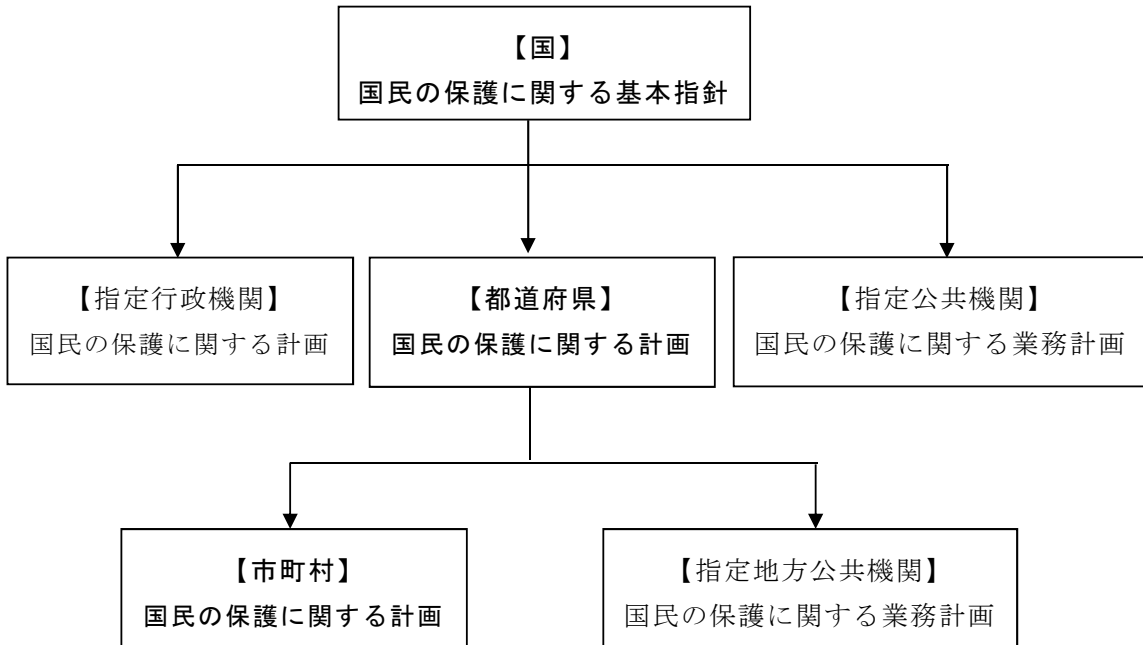 【国】
国民の保護に関する基本指針
【指定行政機関】
国民の保護に関する計画
【都道府県】
国民の保護に関する計画
【指定公共機関】
国民の保護に関する業務計画
【市町村】
国民の保護に関する計画
【指定地方公共機関】
国民の保護に関する業務計画